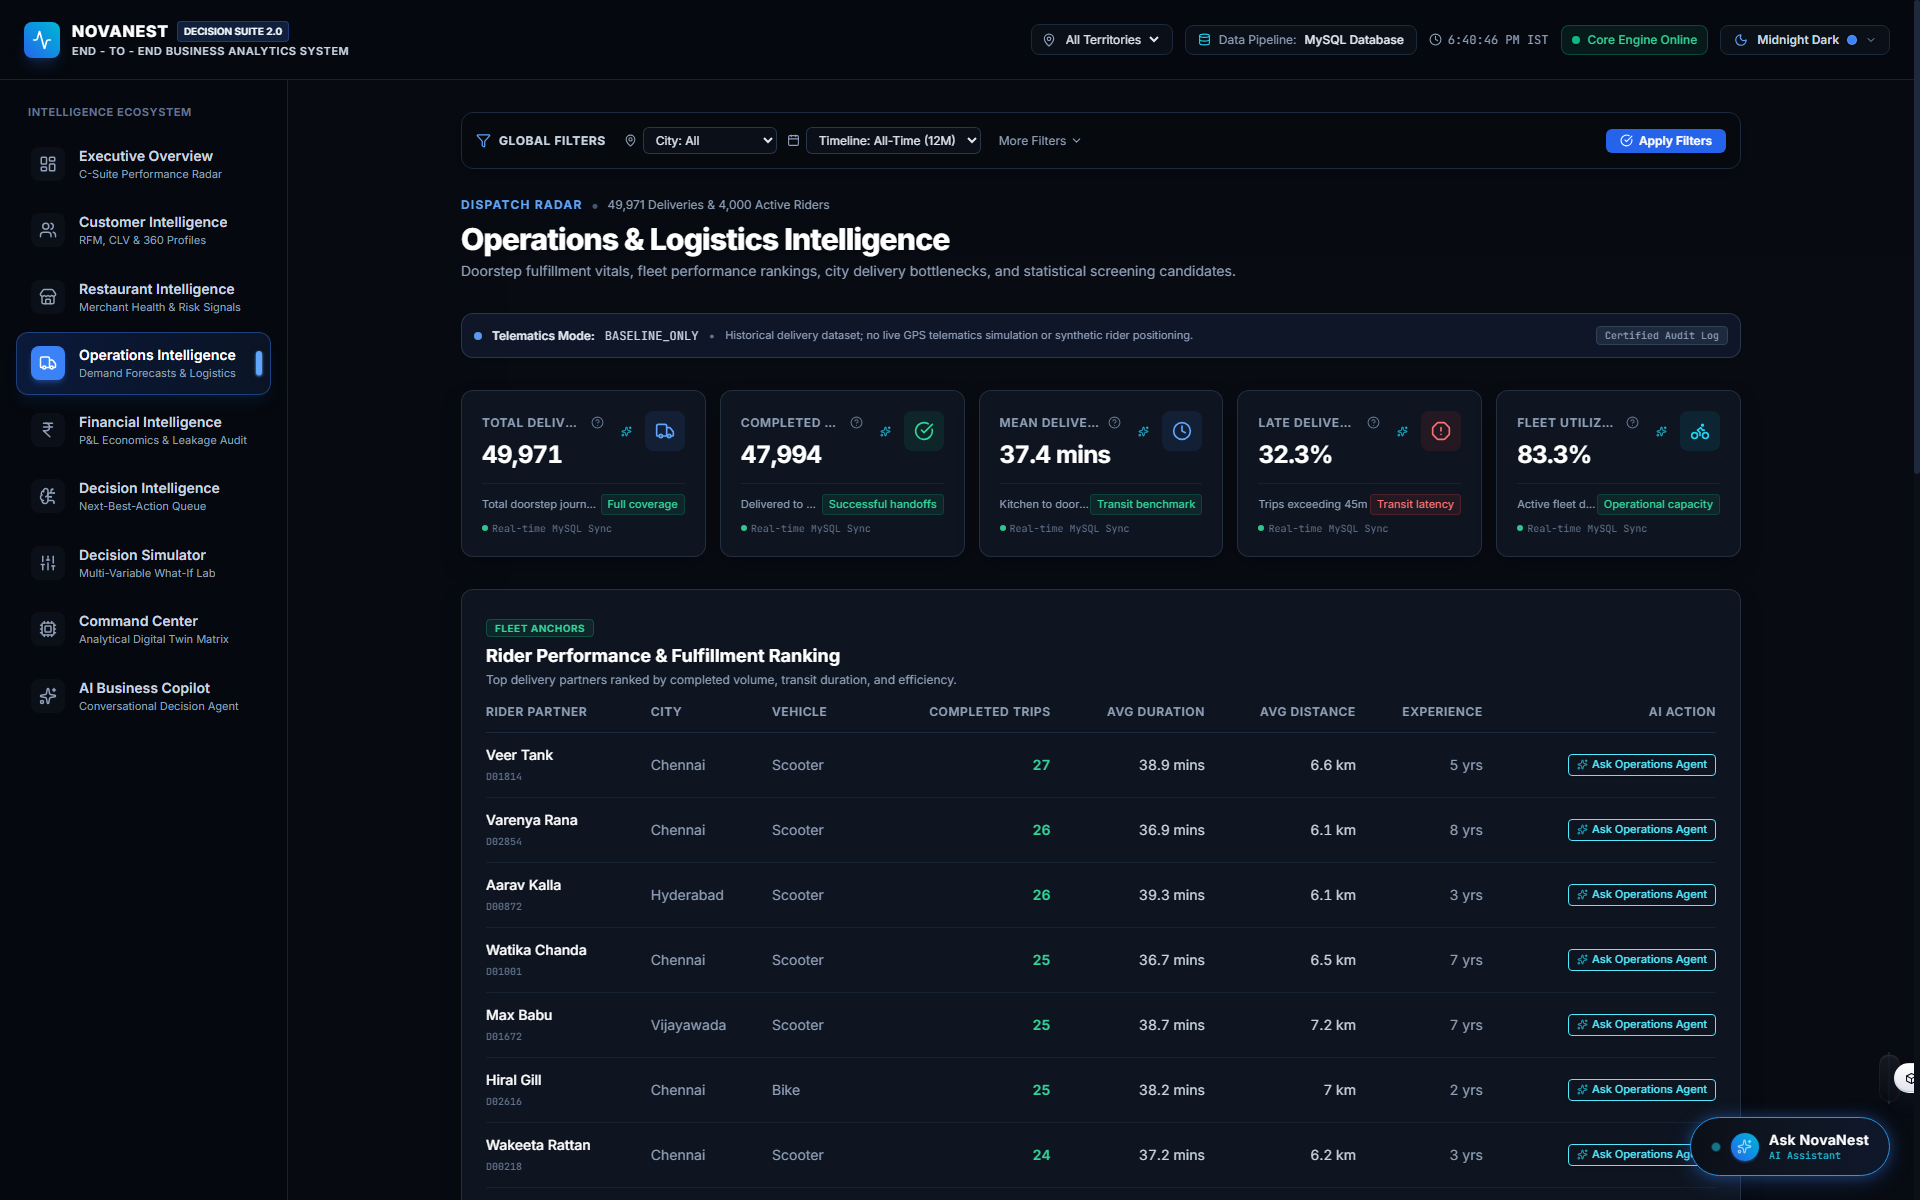 NOVANEST DECISION SUITE 2.0
END - TO - END BUSINESS ANALYTICS SYSTEM
All Territories
Data Pipeline: MySQL Database
6:40:46 PM IST
Core Engine Online
Midnight Dark
INTELLIGENCE ECOSYSTEM
Executive Overview
C-Suite Performance Radar
Customer Intelligence
RFM, CLV & 360 Profiles
Restaurant Intelligence
Merchant Health & Risk Signals
Operations Intelligence
Demand Forecasts & Logistics
Financial Intelligence
P&L Economics & Leakage Audit
Decision Intelligence
Next-Best-Action Queue
Decision Simulator
Multi-Variable What-If Lab
Command Center
Analytical Digital Twin Matrix
AI Business Copilot
Conversational Decision Agent
GLOBAL FILTERS City: All Timeline: All-Time (12M) More Filters Apply Filters
DISPATCH RADAR • 49,971 Deliveries & 4,000 Active Riders
Operations & Logistics Intelligence
Doorstep fulfillment vitals, fleet performance rankings, city delivery bottlenecks, and statistical screening candidates.
Telematics Mode: BASELINE_ONLY • Historical delivery dataset; no live GPS telematics simulation or synthetic rider positioning. Certified Audit Log
TOTAL DELIV...
49,971
Total doorstep journ... Full coverage
Real-time MySQL Sync
COMPLETED ...
47,994
Delivered to ... Successful handoffs
Real-time MySQL Sync
MEAN DELIVE...
37.4 mins
Kitchen to door... Transit benchmark
Real-time MySQL Sync
LATE DELIVE...
32.3%
Trips exceeding 45m Transit latency
Real-time MySQL Sync
FLEET UTILIZ...
83.3%
Active fleet d... Operational capacity
Real-time MySQL Sync
FLEET ANCHORS
Rider Performance & Fulfillment Ranking
Top delivery partners ranked by completed volume, transit duration, and efficiency.
RIDER PARTNER CITY VEHICLE COMPLETED TRIPS AVG DURATION AVG DISTANCE EXPERIENCE AI ACTION
Veer Tank
D01814
Chennai Scooter 27 38.9 mins 6.6 km 5 yrs Ask Operations Agent
Varenya Rana
D02854
Chennai Scooter 26 36.9 mins 6.1 km 8 yrs Ask Operations Agent
Aarav Kalla
D00872
Hyderabad Scooter 26 39.3 mins 6.1 km 3 yrs Ask Operations Agent
Watika Chanda
D01001
Chennai Scooter 25 36.7 mins 6.5 km 7 yrs Ask Operations Agent
Max Babu
D01672
Vijayawada Scooter 25 38.7 mins 7.2 km 7 yrs Ask Operations Agent
Hiral Gill
D02616
Chennai Bike 25 38.2 mins 7 km 2 yrs Ask Operations Agent
Wakeeta Rattan
D00218
Chennai Scooter 24 37.2 mins 6.2 km 3 yrs Ask Operations Ag
Ask NovaNest
AI Assistant